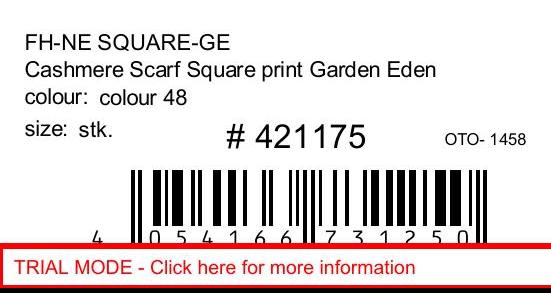 FH-NE SQUARE-GE
Cashmere Scarf Square print Garden Eden
colour: colour 48
size: stk.
# 421175
OTO- 1458
4 054166 731250
TRIAL MODE - Click here for more information